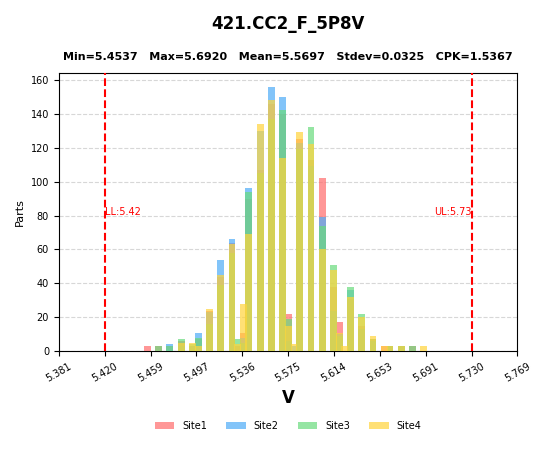 421.CC2_F_5P8V
Min=5.4537 Max=5.6920 Mean=5.5697 Stdev=0.0325 CPK=1.5367
160
140
120
100
80
60
40
20
0
Parts
LL:5.42
UL:5.73
5.381 5.420 5.459 5.497 5.536 5.575 5.614 5.653 5.691 5.730 5.769
V
Site1 Site2 Site3 Site4